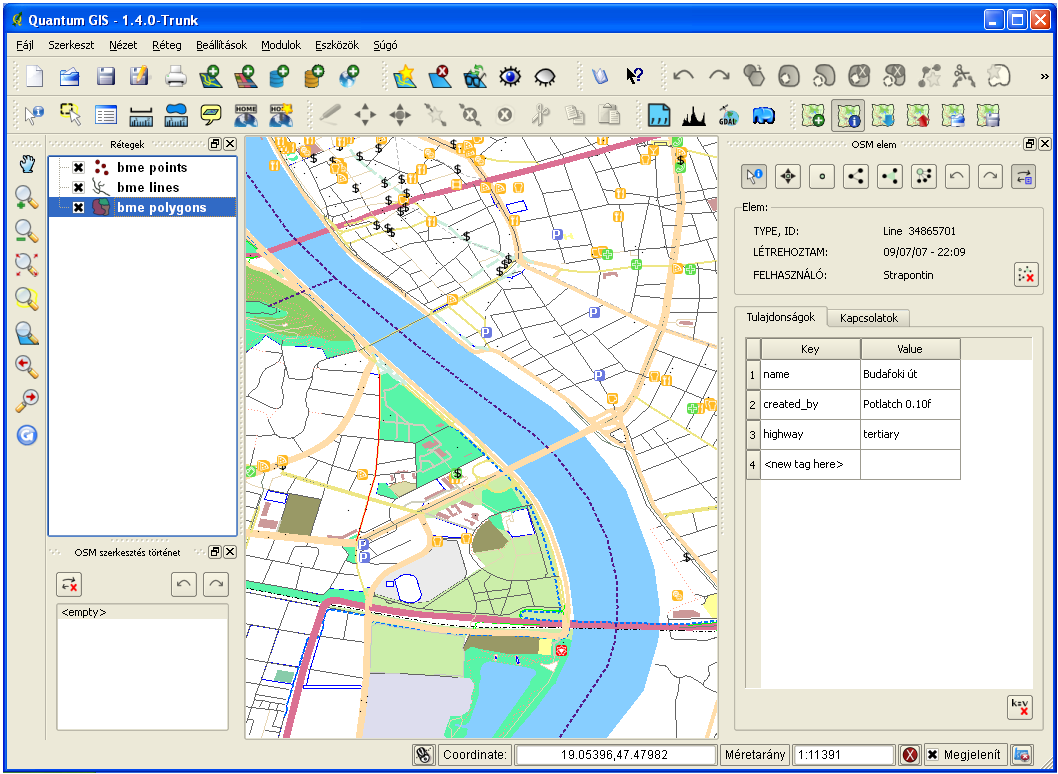 Quantum GIS - 1.4.0-Trunk
Fájl Szerkeszt Nézet Réteg Beállítások Modulok Eszközök Súgó
HOME HO
GDAL
Rétegek
bme points
bme lines
bme polygons
OSM szerkesztés történet
<empty>
OSM elem
Elem:
TYPE, ID: Line 34865701
LÉTREHOZTAM: 09/07/07 - 22:09
FELHASZNÁLÓ: Strapontin
Tulajdonságok Kapcsolatok
Key Value
1 name Budafoki út
2 created_by Potlatch 0.10f
3 highway tertiary
4 <new tag here>
k=v
Coordinate: 19.05396,47.47982 Méretarány 1:11391 Megjelenít